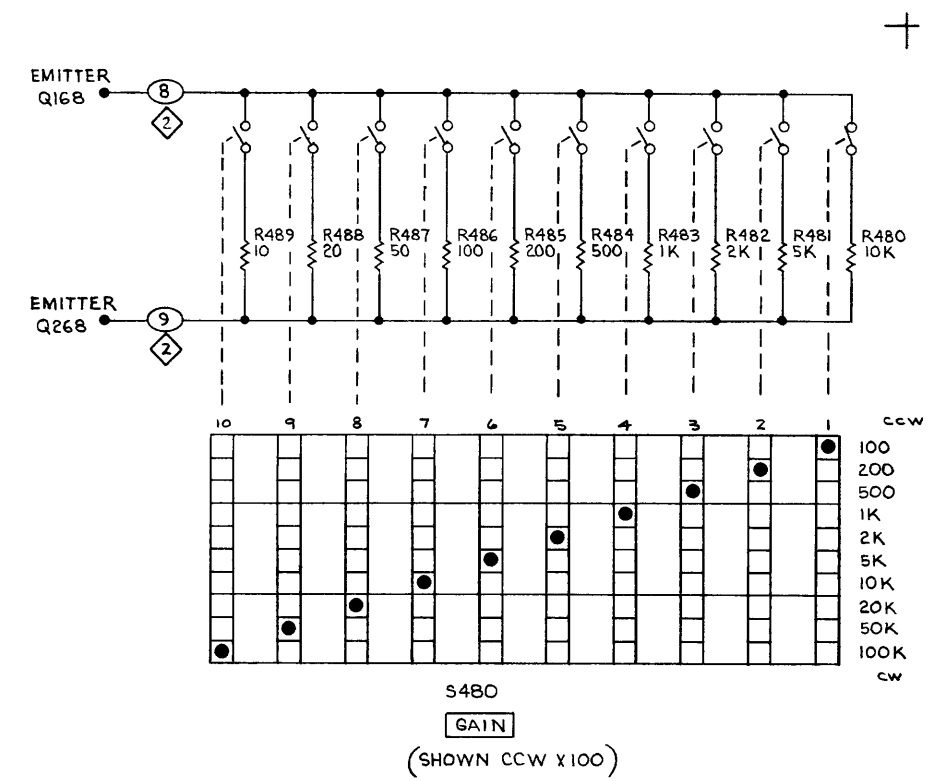 EMITTER
Q168
8
2
R489
10
R488
20
R487
50
R486
100
R485
200
R484
500
R483
1K
R482
2K
R481
5K
R480
10K
EMITTER
Q268
9
2
10 9 8 7 6 5 4 3 2 1 CCW
100
200
500
1K
2K
5K
10K
20K
50K
100K
CW
S480
GAIN
(SHOWN CCW X100)